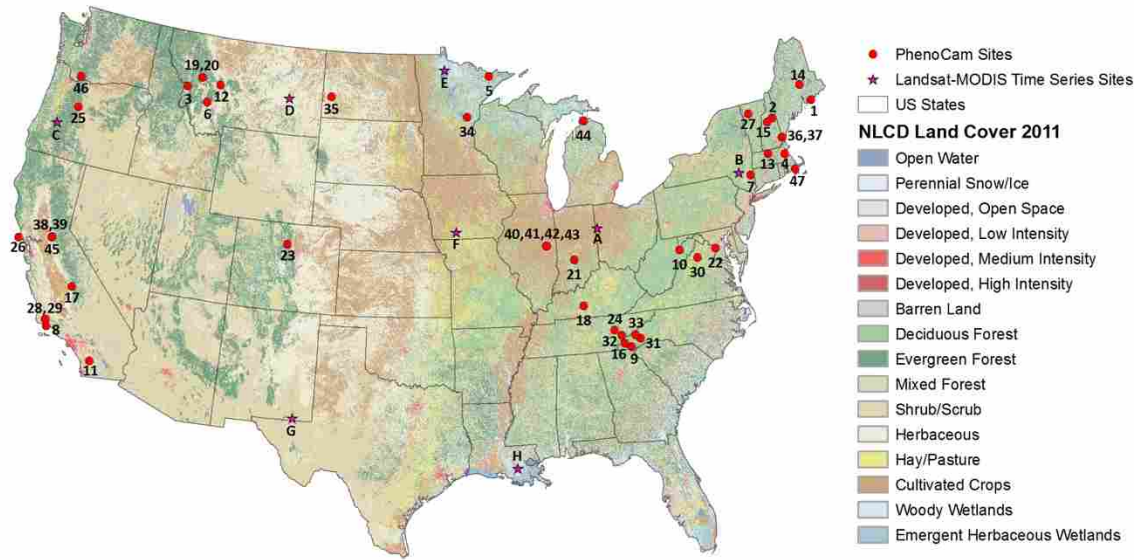 19,20
3
12
6
46
25
C
D
35
E
5
34
44
14
1
2
27
15
36,37
B
13
4
7
47
38,39
26
45
23
F
40,41,42,43
A
21
10
30
22
17
28,29
8
18
24
33
32
31
16
9
11
G
H
PhenoCam Sites
Landsat-MODIS Time Series Sites
US States
NLCD Land Cover 2011
Open Water
Perennial Snow/Ice
Developed, Open Space
Developed, Low Intensity
Developed, Medium Intensity
Developed, High Intensity
Barren Land
Deciduous Forest
Evergreen Forest
Mixed Forest
Shrub/Scrub
Herbaceous
Hay/Pasture
Cultivated Crops
Woody Wetlands
Emergent Herbaceous Wetlands